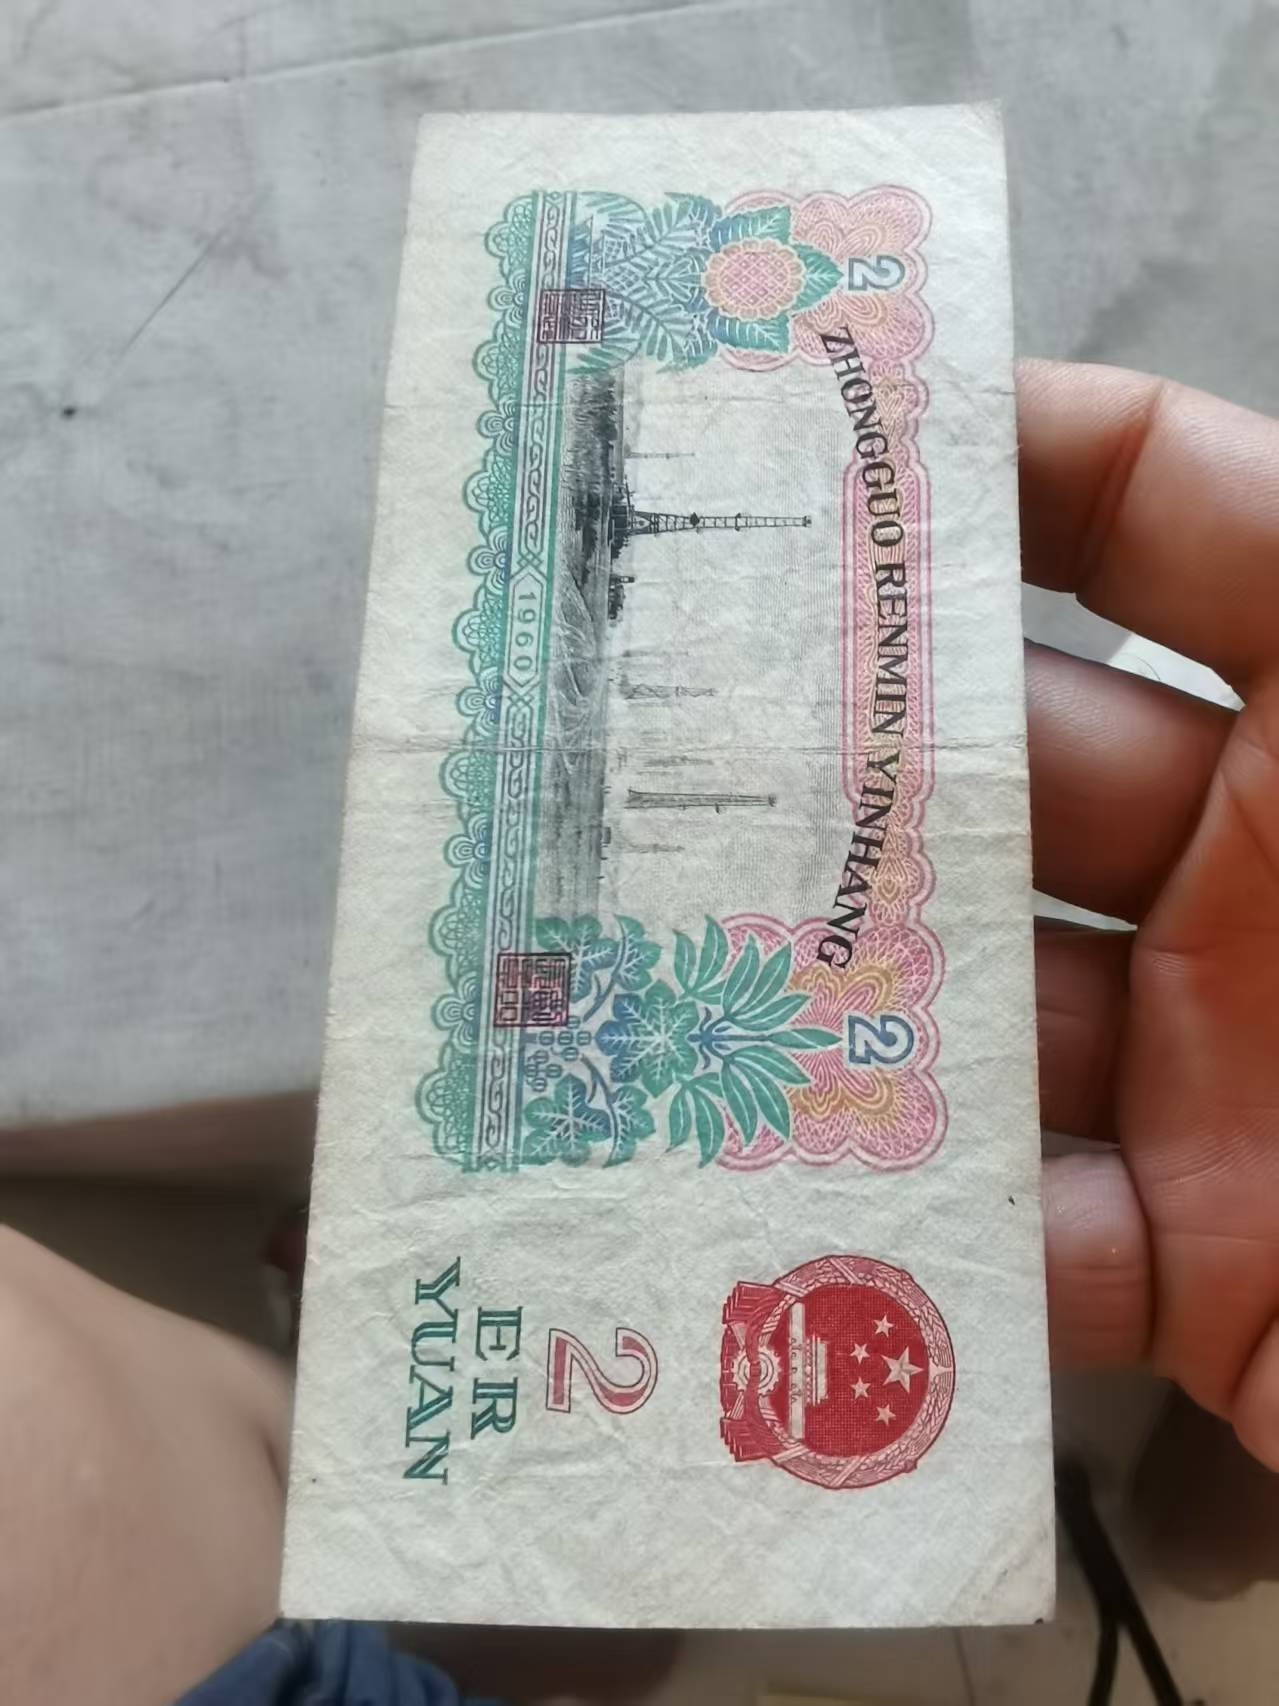 2
2
ZHONGGUO RENMIN YINHANG
1960
2
ER
YUAN